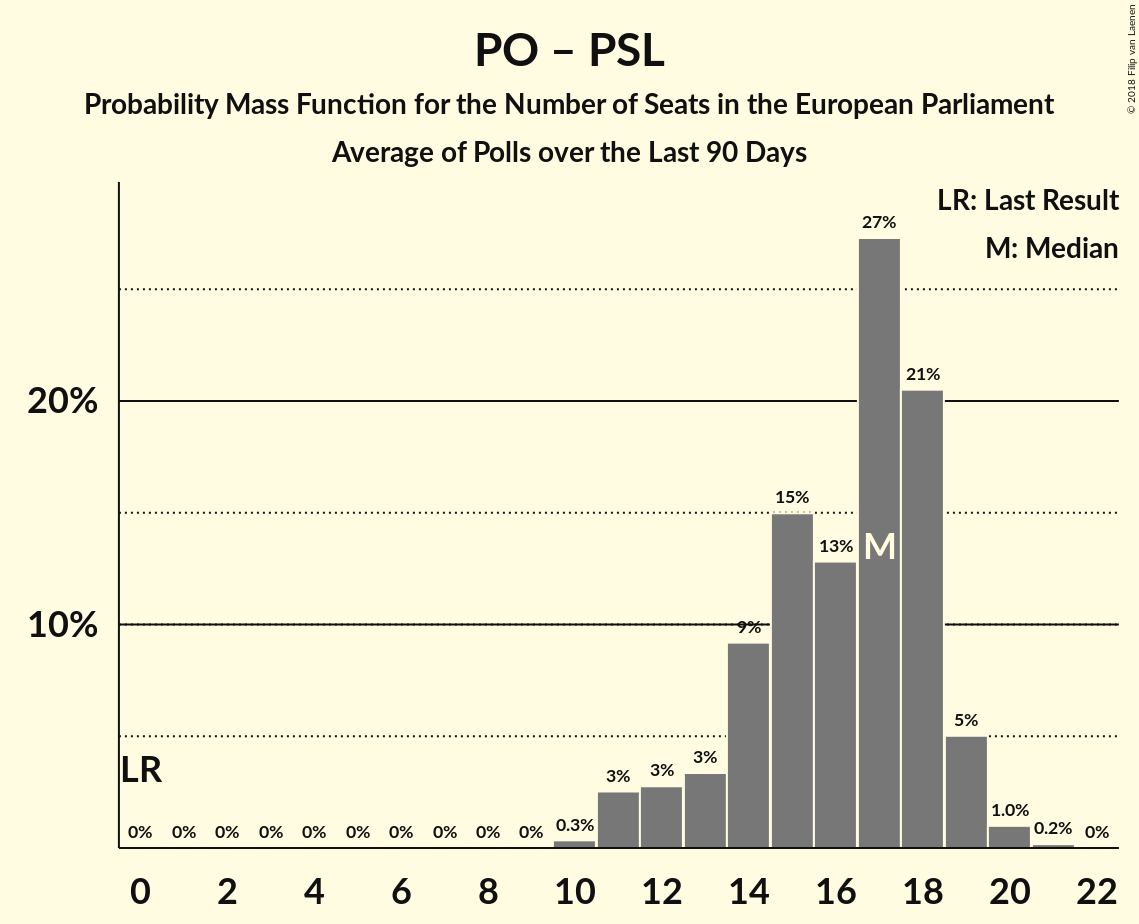 PO – PSL
Probability Mass Function for the Number of Seats in the European Parliament
Average of Polls over the Last 90 Days
© 2018 Filip van Laenen
LR: Last Result
M: Median
27%
21%
20%
15%
13%
M
10%
9%
5%
LR
3%
3%
3%
0% 0% 0% 0% 0% 0% 0% 0% 0% 0% 0.3% 1.0% 0.2% 0%
0 2 4 6 8 10 12 14 16 18 20 22